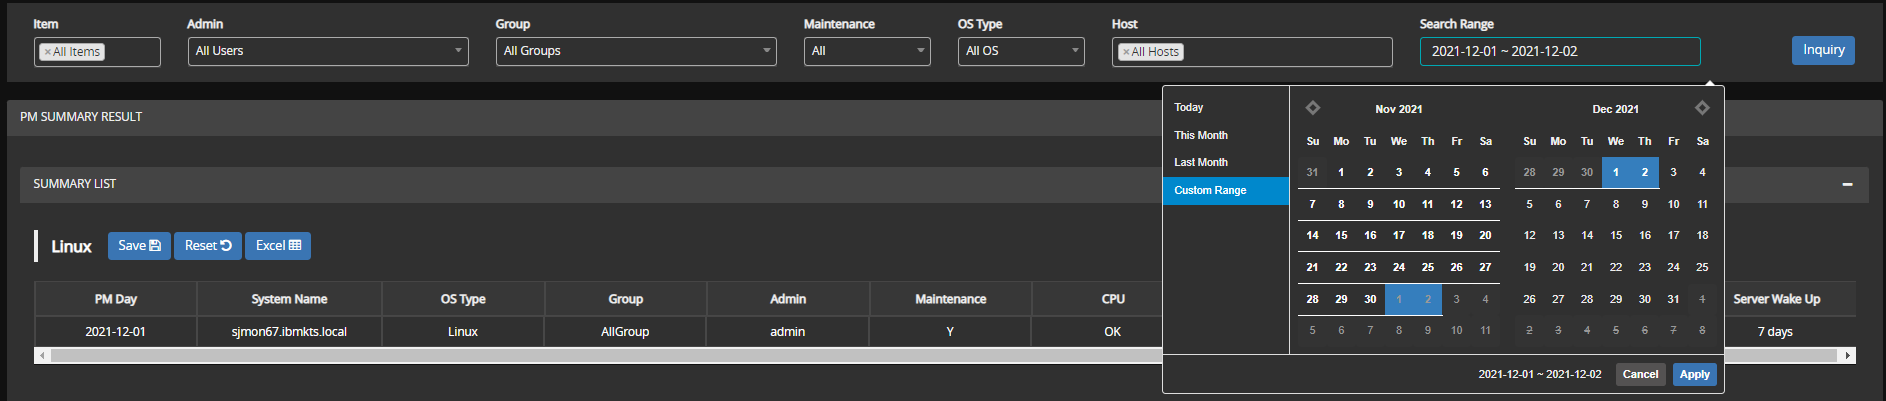 Item Admin Group Maintenance OS Type Host Search Range
×All Items All Users All Groups All All OS ×All Hosts 2021-12-01 ~ 2021-12-02 Inquiry
PM SUMMARY RESULT
SUMMARY LIST
Linux Save Reset Excel
PM Day System Name OS Type Group Admin Maintenance CPU Server Wake Up
2021-12-01 sjmon67.ibmkts.local Linux AllGroup admin Y OK 7 days
Today
This Month
Last Month
Custom Range
Nov 2021
Su Mo Tu We Th Fr Sa
31 1 2 3 4 5 6
7 8 9 10 11 12 13
14 15 16 17 18 19 20
21 22 23 24 25 26 27
28 29 30 1 2 3 4
5 6 7 8 9 10 11
Dec 2021
Su Mo Tu We Th Fr Sa
28 29 30 1 2 3 4
5 6 7 8 9 10 11
12 13 14 15 16 17 18
19 20 21 22 23 24 25
26 27 28 29 30 31 1
2 3 4 5 6 7 8
2021-12-01 ~ 2021-12-02 Cancel Apply